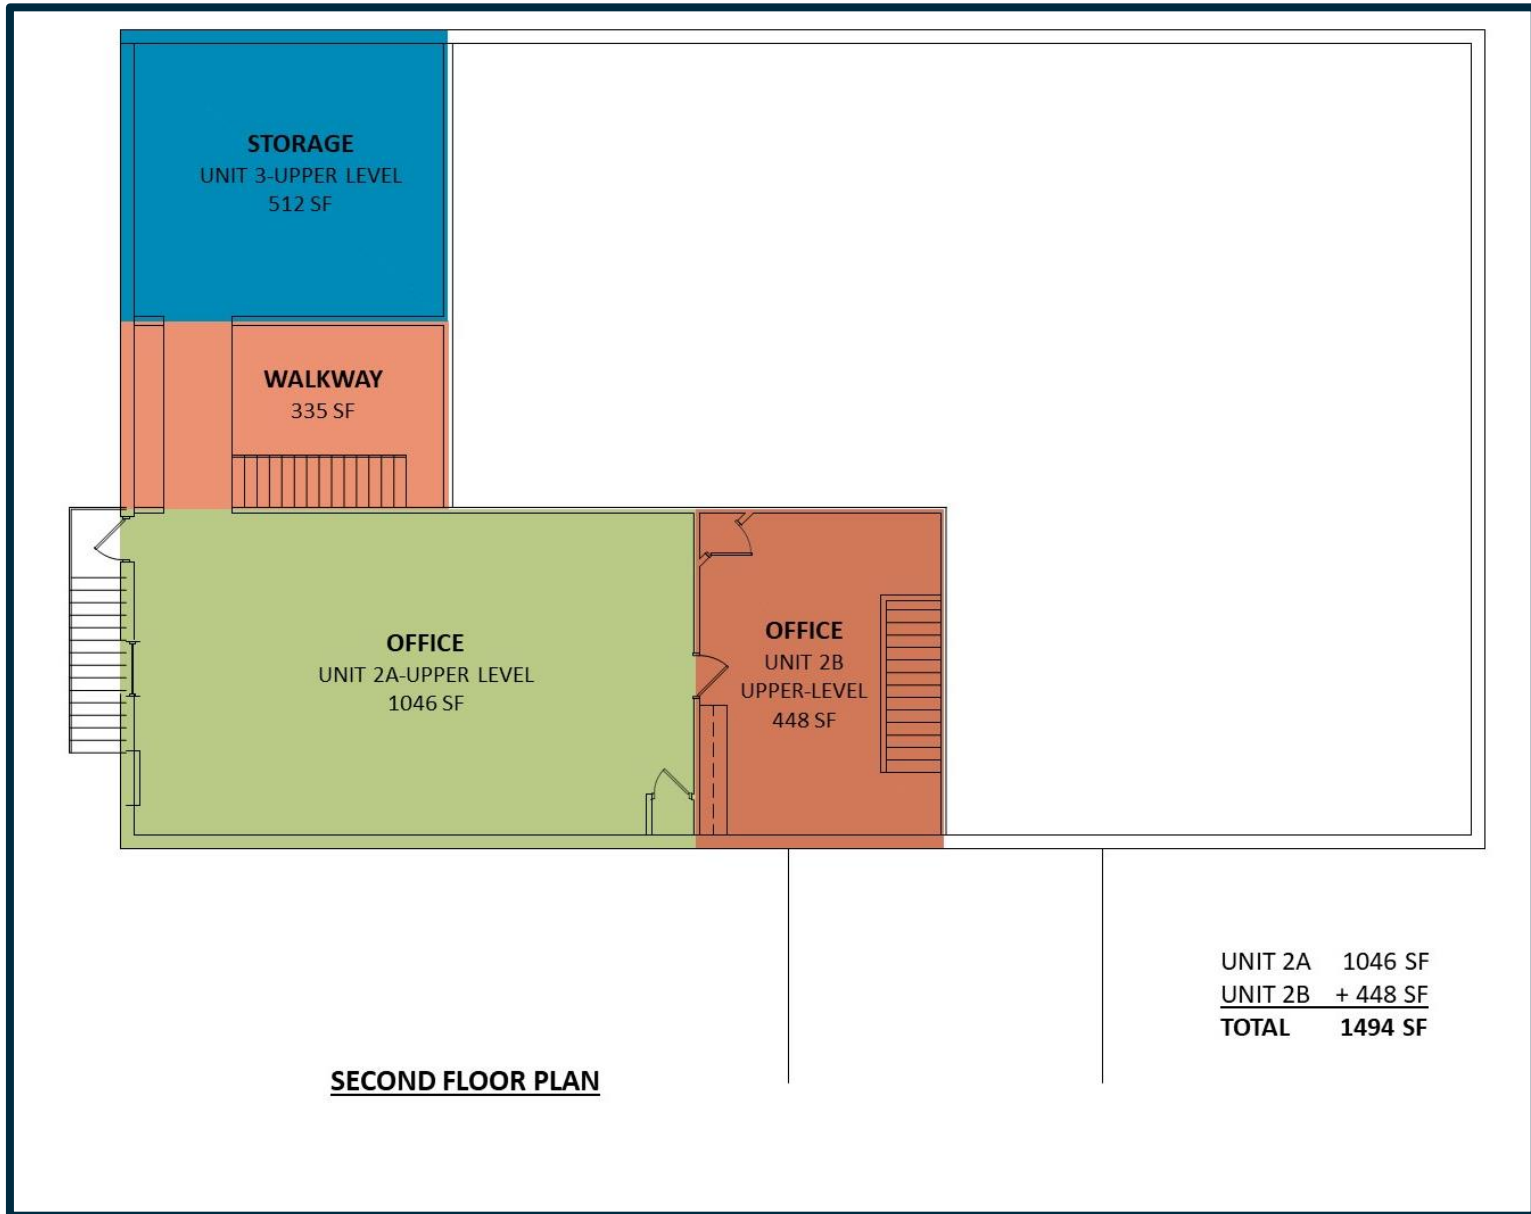 STORAGE
UNIT 3-UPPER LEVEL
512 SF
WALKWAY
335 SF
OFFICE
UNIT 2A-UPPER LEVEL
1046 SF
OFFICE
UNIT 2B
UPPER-LEVEL
448 SF
UNIT 2A 1046 SF
UNIT 2B + 448 SF
TOTAL 1494 SF
SECOND FLOOR PLAN